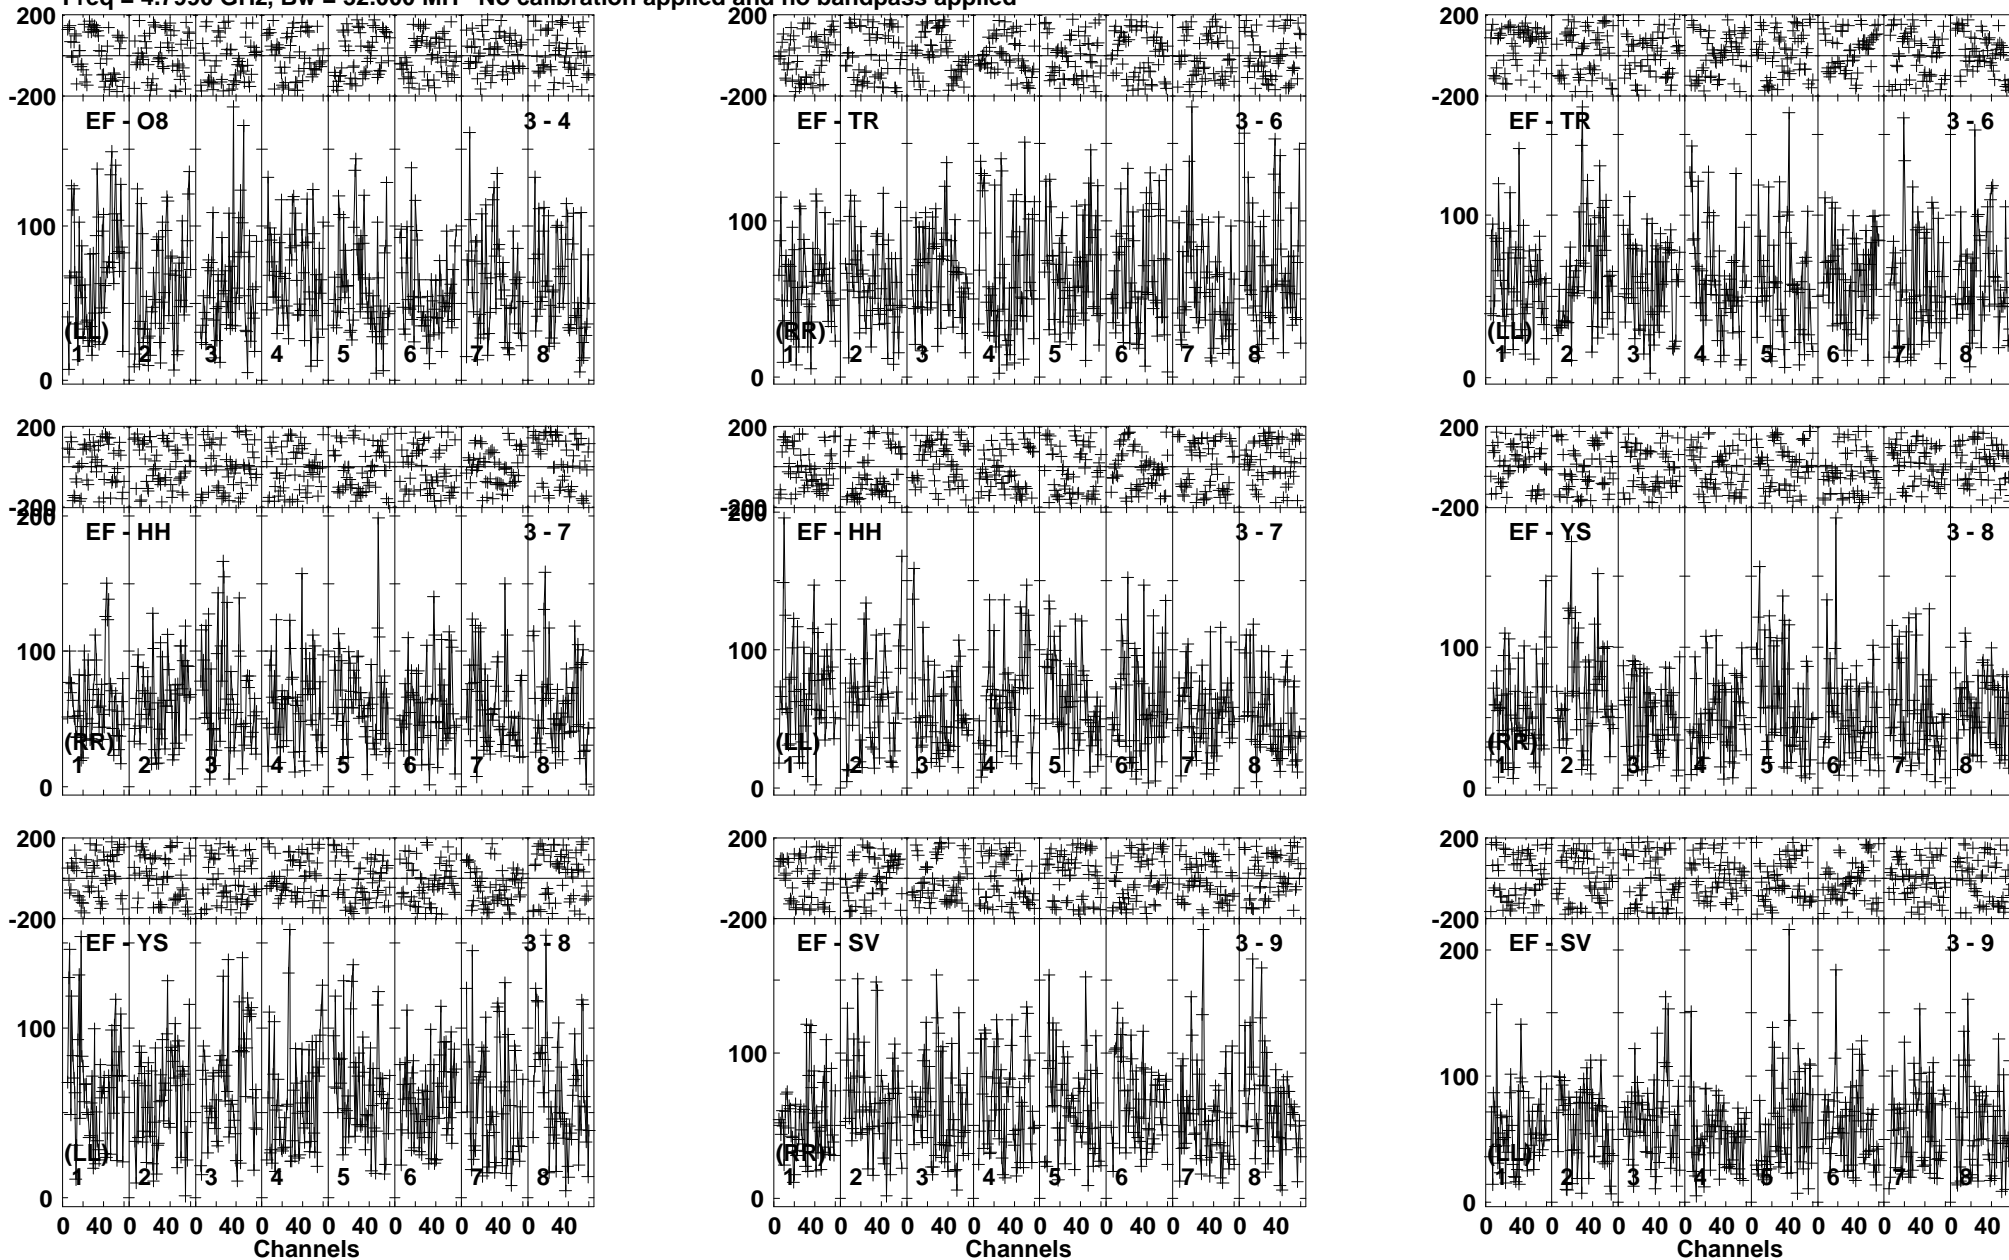 Freq = 4.7990 GHz, Bw = 32.000 MH No calibration applied and no bandpass applied
200 200 200
-200 -200 -200
EF - O8 3 - 4 EF - TR 3 - 6 EF - TR 3 - 6
100 100 100
(LL) (RR) (LL)
1 2 3 4 5 6 7 8 1 2 3 4 5 6 7 8 1 2 3 4 5 6 7 8
0 0 0
200 200 200
-200 -200 -200
200 200
EF - HH 3 - 7 EF - HH 3 - 7 EF - YS 3 - 8
100 100 100
(RR) (LL) (RR)
1 2 3 4 5 6 7 8 1 2 3 4 5 6 7 8 1 2 3 4 5 6 7 8
0 0 0
200 200 200
-200 -200 -200
EF - YS 3 - 8 EF - SV 3 - 9 EF - SV 3 - 9
200
100 100 100
(LL) (RR) (LL)
1 2 3 4 5 6 7 8 1 2 3 4 5 6 7 8 1 2 3 4 5 6 7 8
0 0 0
0 40 0 40 0 40 0 40 0 40 0 40 0 40 0 40 0 40 0 40 0 40 0 40 0 40 0 40 0 40 0 40 0 40 0 40 0 40 0 40 0 40 0 40 0 40 0 40
Channels Channels Channels